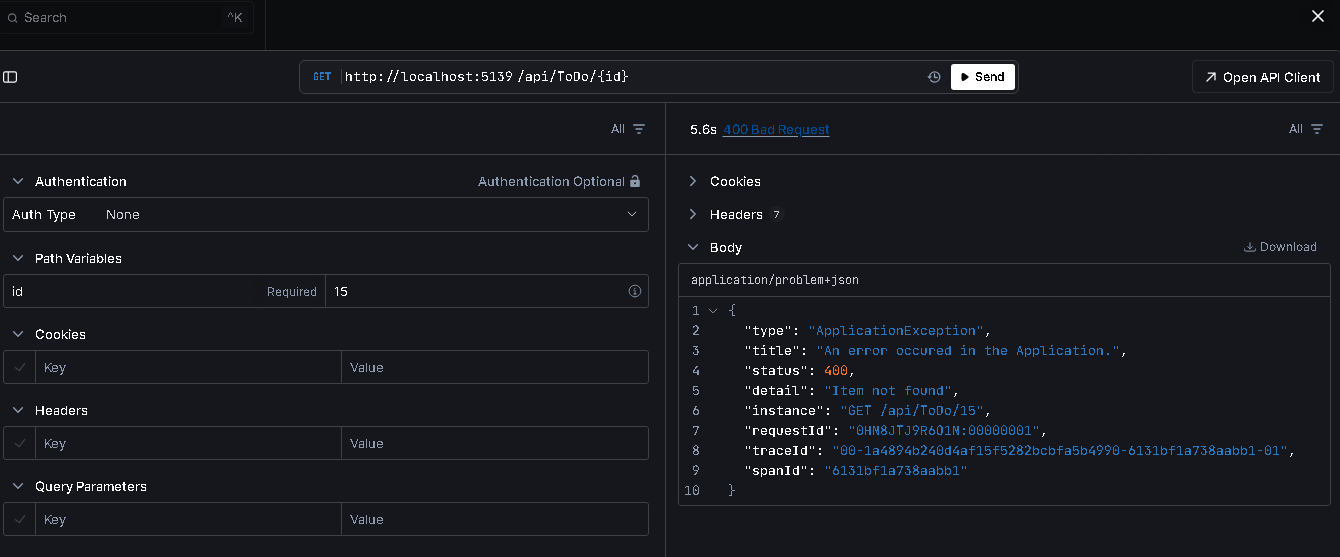 Search ^K
GET http://localhost:5139 /api/ToDo/{id} Send Open API Client
All
5.6s 400 Bad Request All
Authentication Authentication Optional
Auth Type None
Path Variables
id Required 15
Cookies
Key Value
Headers
Key Value
Query Parameters
Key Value
Cookies
Headers 7
Body Download
application/problem+json
1 {
2 "type": "ApplicationException",
3 "title": "An error occured in the Application.",
4 "status": 400,
5 "detail": "Item not found",
6 "instance": "GET /api/ToDo/15",
7 "requestId": "0HM8JTJ9R6O1M:00000001",
8 "traceId": "00-1a4894b240d4af15f5282bcbfa5b4990-6131bf1a738aabb1-01",
9 "spanId": "6131bf1a738aabb1"
10 }